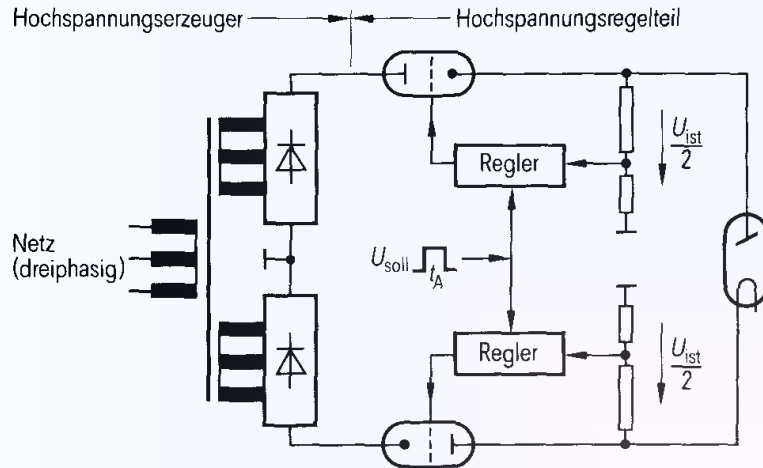 Hochspannungserzeuger
Hochspannungsregelteil
Regler
U_ist
2
Netz
(dreiphasig)
U_soll
t_A
Regler
U_ist
2